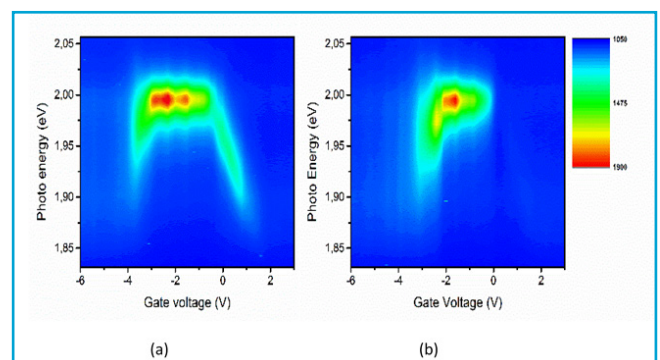 2,05
2,00
1,95
1,90
1,85
Photo energy (eV)
-6 -4 -2 0 2
Gate voltage (V)
(a)
2,05
2,00
1,95
1,90
1,85
Photo Energy (eV)
-6 -4 -2 0 2
Gate Voltage (V)
(b)
1050
1475
1900